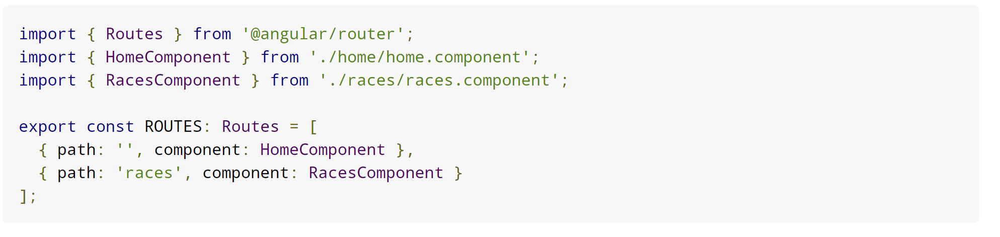 import { Routes } from '@angular/router';
import { HomeComponent } from './home/home.component';
import { RacesComponent } from './races/races.component';

export const ROUTES: Routes = [
  { path: '', component: HomeComponent },
  { path: 'races', component: RacesComponent }
];